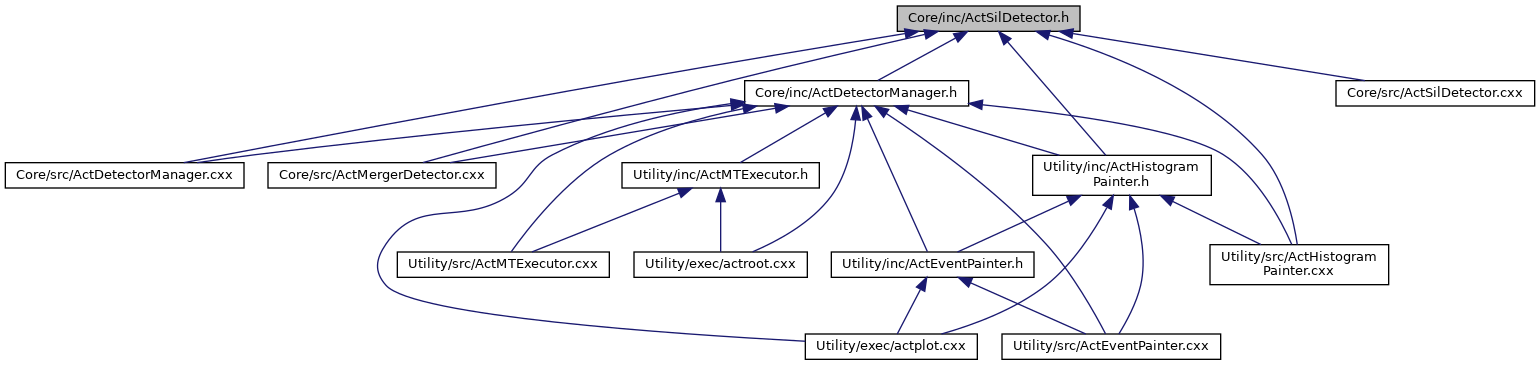 Core/inc/ActSilDetector.h
Core/inc/ActDetectorManager.h
Core/src/ActSilDetector.cxx
Core/src/ActDetectorManager.cxx
Core/src/ActMergerDetector.cxx
Utility/inc/ActMTExecutor.h
Utility/inc/ActHistogram
Painter.h
Utility/src/ActMTExecutor.cxx
Utility/exec/actroot.cxx
Utility/inc/ActEventPainter.h
Utility/src/ActHistogram
Painter.cxx
Utility/exec/actplot.cxx
Utility/src/ActEventPainter.cxx